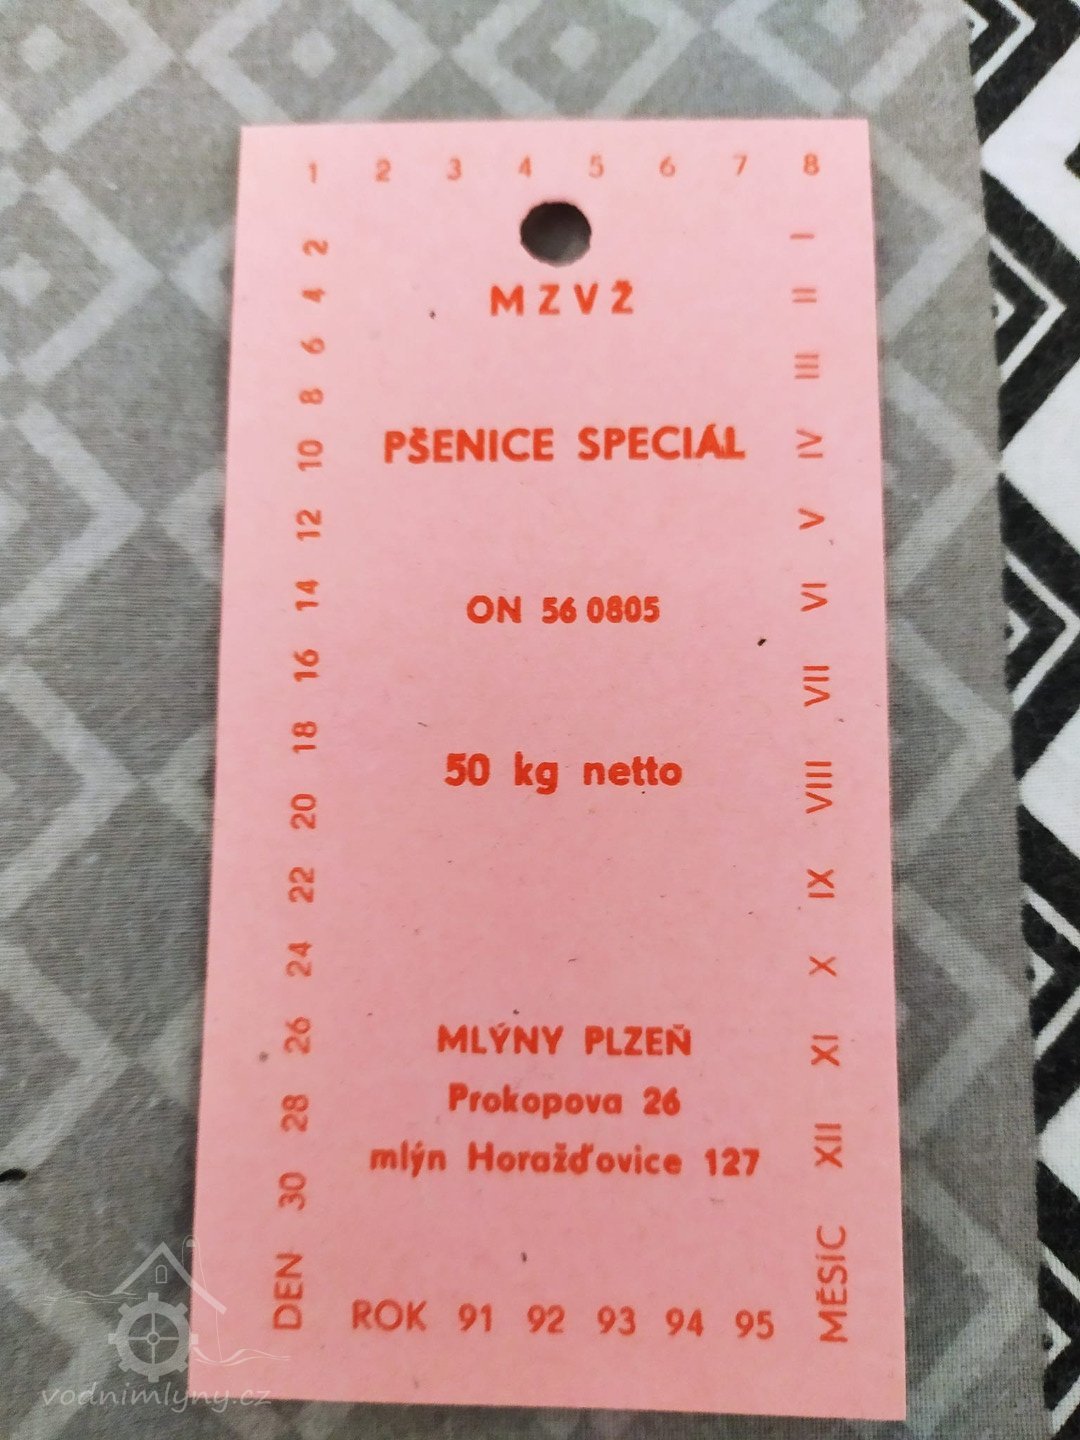 1 2 3 4 5 6 7 8
MZVŽ
PŠENICE SPECIÁL
ON 56 0805
50 kg netto
MLÝNY PLZEŇ
Prokopova 26
mlýn Horažďovice 127
DEN 30 28 26 24 22 20 18 16 14 12 10 8 6 4 2
I II III IV V VI VII VIII IX X XI XII MĚSÍC
ROK 91 92 93 94 95
vodnimlyny.cz